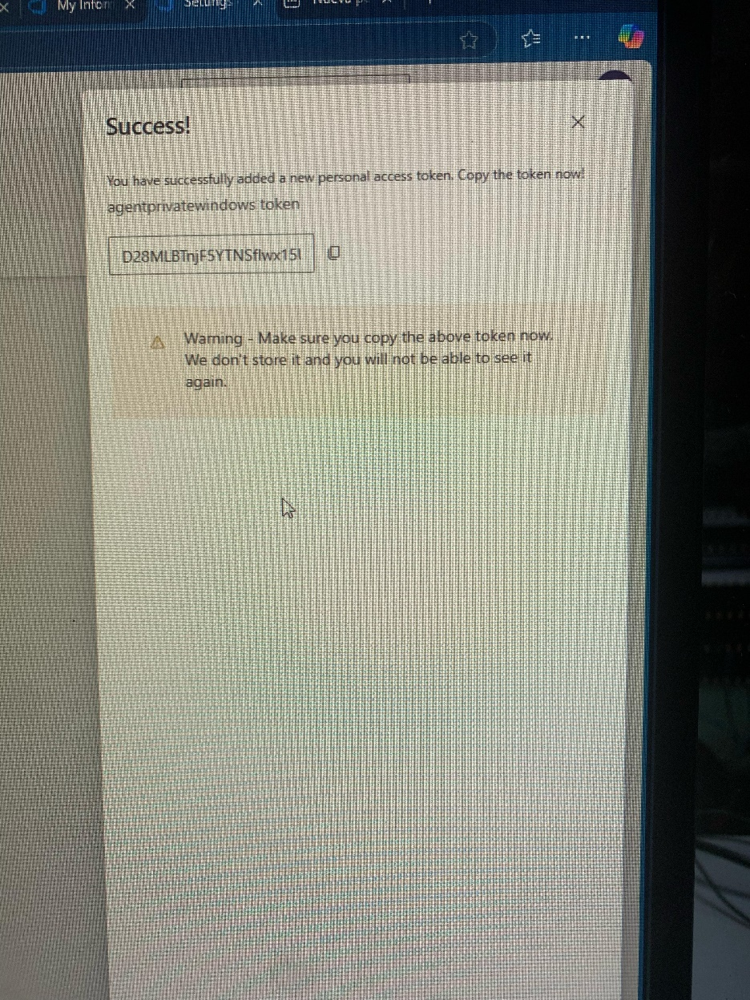 My Infor
Settings
Success!
You have successfully added a new personal access token. Copy the token now!
agentprivatewindows token
D28MLBTnjF5YTNSflwx15l
Warning - Make sure you copy the above token now.
We don't store it and you will not be able to see it
again.